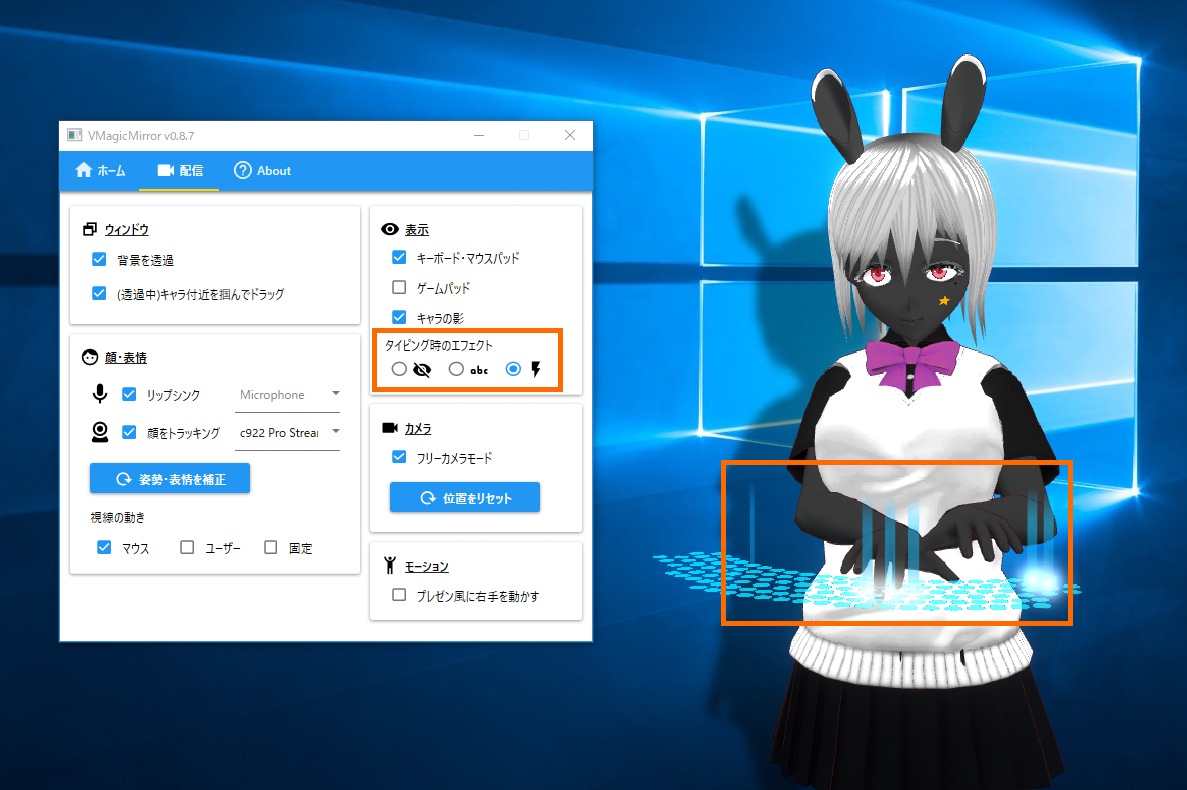 VMagicMirror v0.8.7
ホーム
配信
About
ウィンドウ
背景を透過
(透過中)キャラ付近を掴んでドラッグ
顔・表情
リップシンク
Microphone
顔をトラッキング
c922 Pro Strear
姿勢・表情を補正
視線の動き
マウス
ユーザー
固定
表示
キーボード・マウスパッド
ゲームパッド
キャラの影
タイピング時のエフェクト
abc
カメラ
フリーカメラモード
位置をリセット
モーション
プレゼン風に右手を動かす